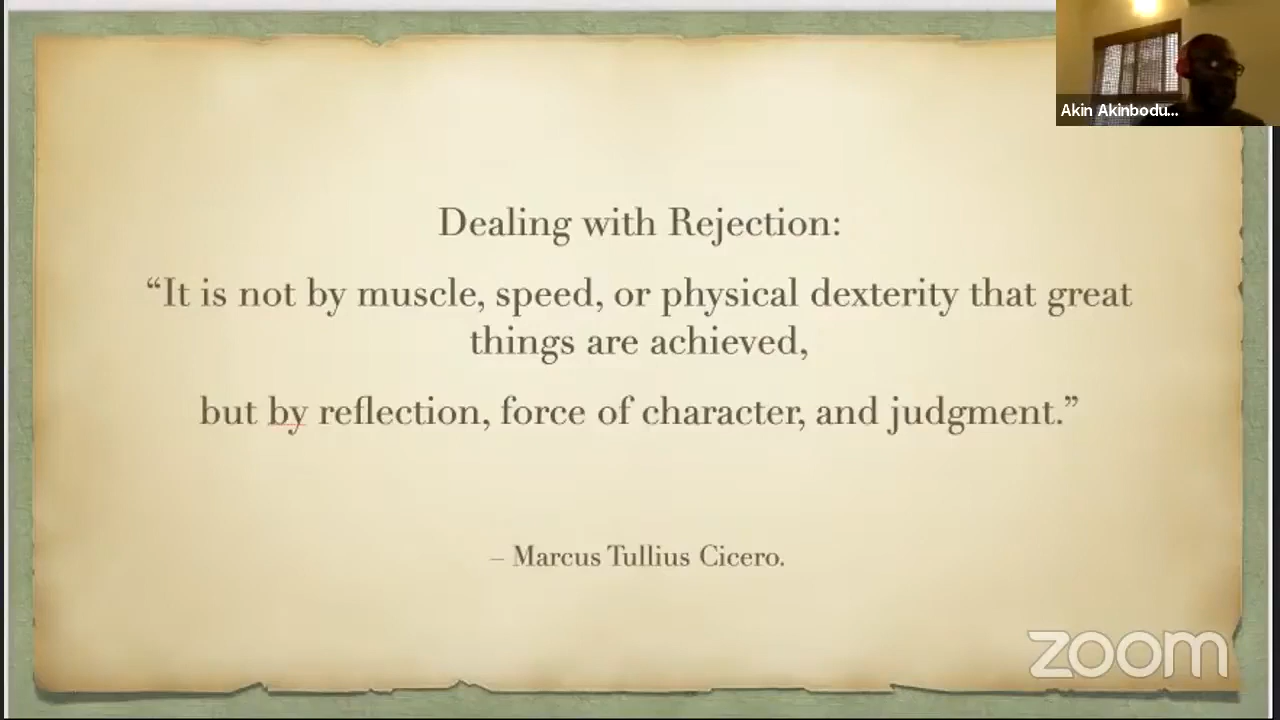 Akin Akinbodu...
Dealing with Rejection:
“It is not by muscle, speed, or physical dexterity that great
things are achieved,
but by reflection, force of character, and judgment.”
– Marcus Tullius Cicero.
zoom